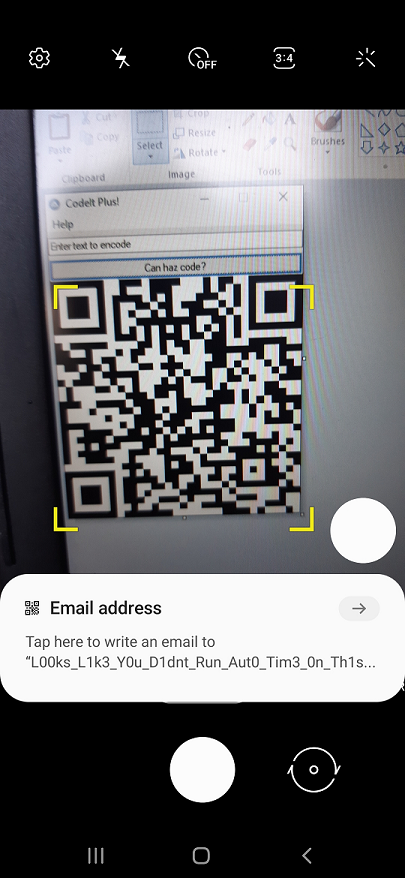 OFF
3:4
Cut
Copy
Paste
Select
Crop
Resize
Rotate
Brushes
Clipboard
Image
Tools
A
CodeIt Plus!
Help
Enter text to encode
Can haz code?
Email address
Tap here to write an email to
“L00ks_L1k3_Y0u_D1dnt_Run_Aut0_Tim3_0n_Th1s...